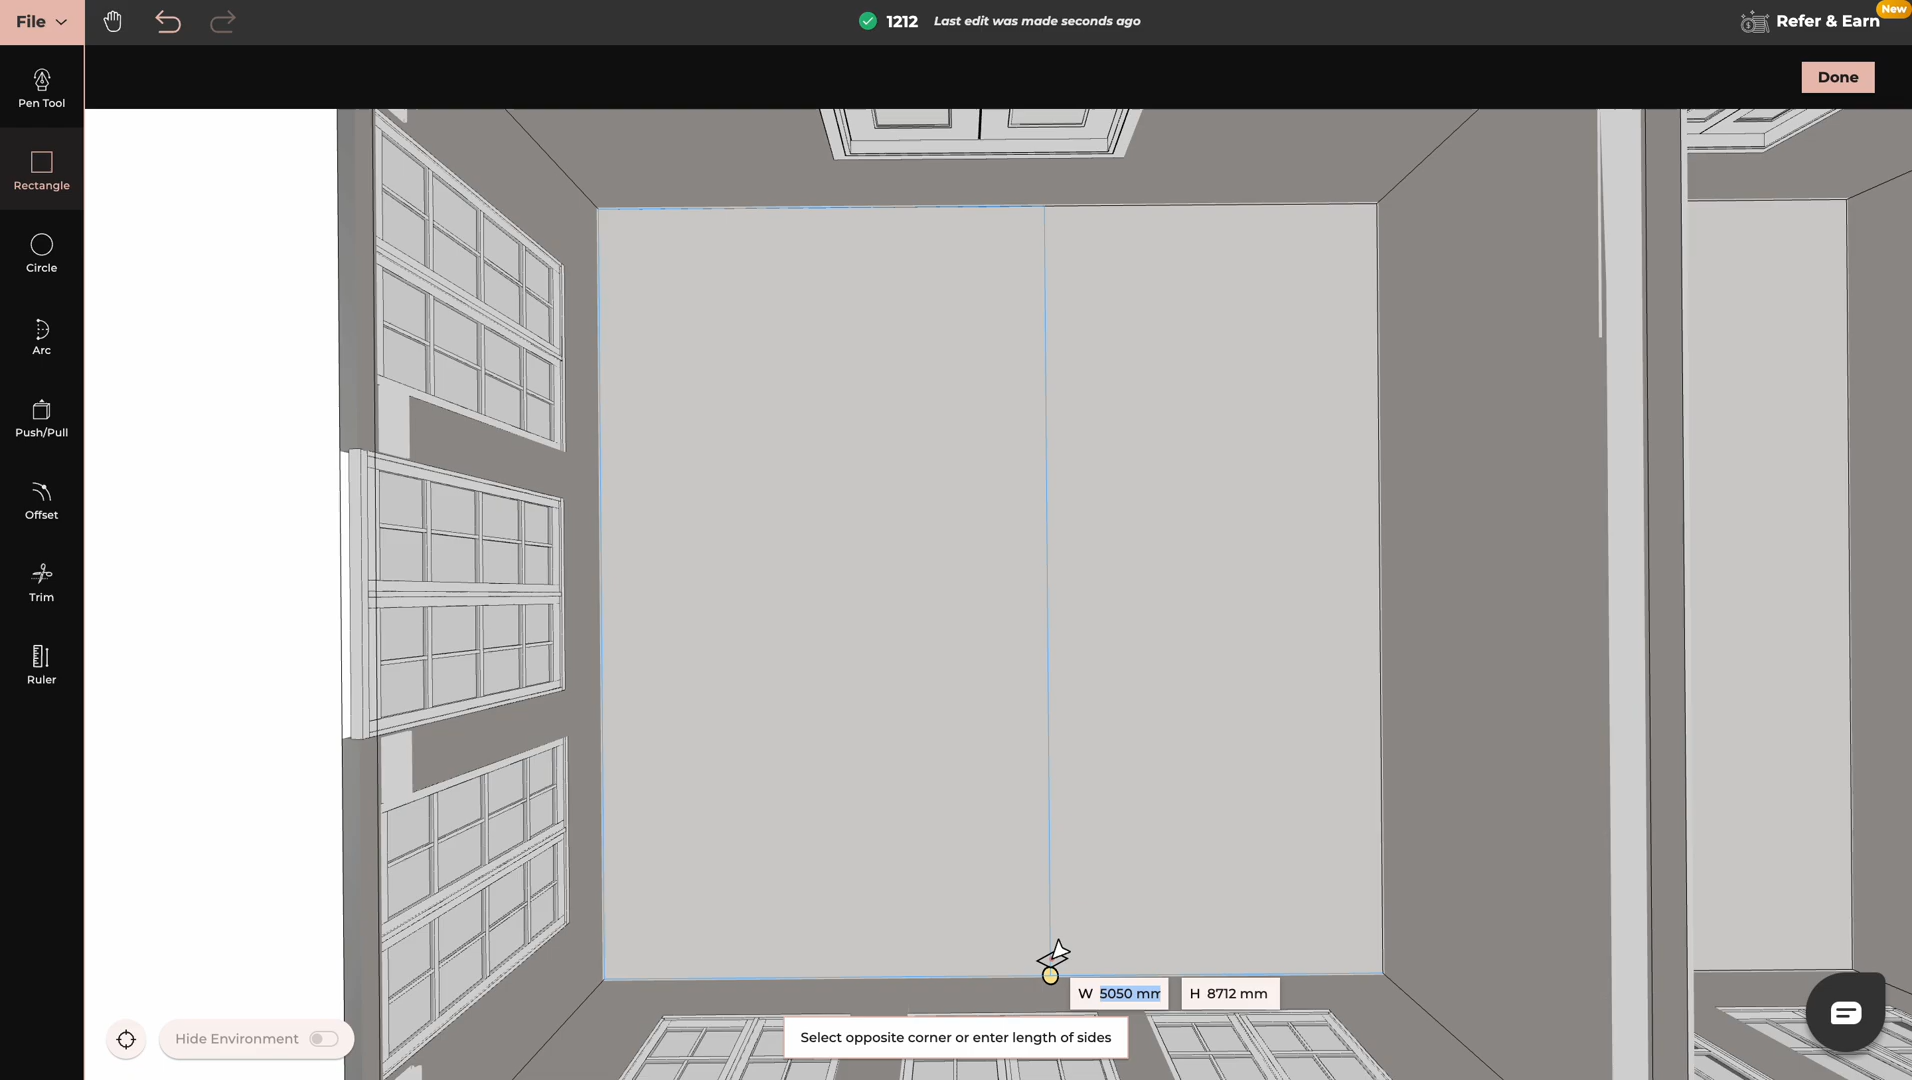 File
1212
Last edit was made seconds ago
Refer & Earn
New
Done
Pen Tool
Rectangle
Circle
Arc
Push/Pull
Offset
Trim
Ruler
W 5050 mm
H 8712 mm
Select opposite corner or enter length of sides
Hide Environment